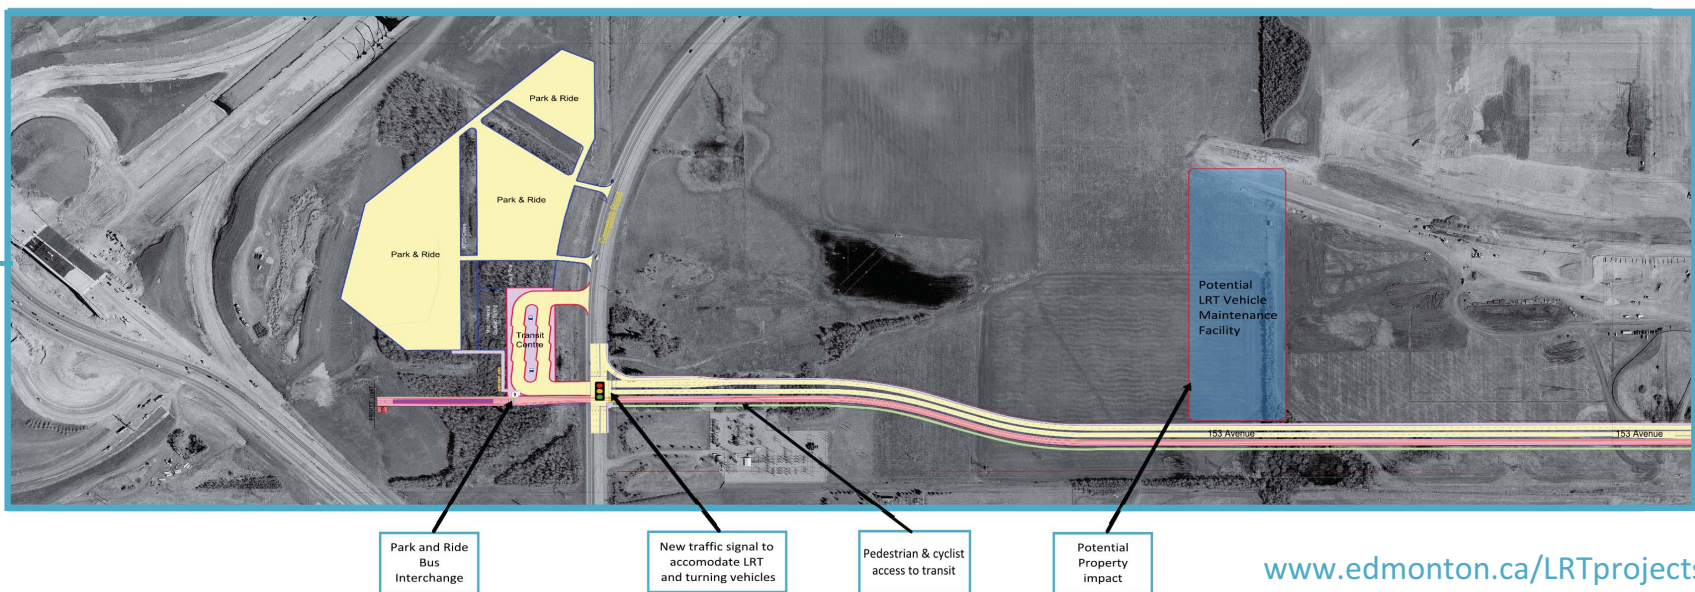 Park & Ride
Park & Ride
Park & Ride
Transit
Centre
Potential
LRT Vehicle
Maintenance
Facility
153 Avenue
153 Avenue
Park and Ride
Bus
Interchange
New traffic signal to
accomodate LRT
and turning vehicles
Pedestrian & cyclist
access to transit
Potential
Property
impact
www.edmonton.ca/LRTprojects